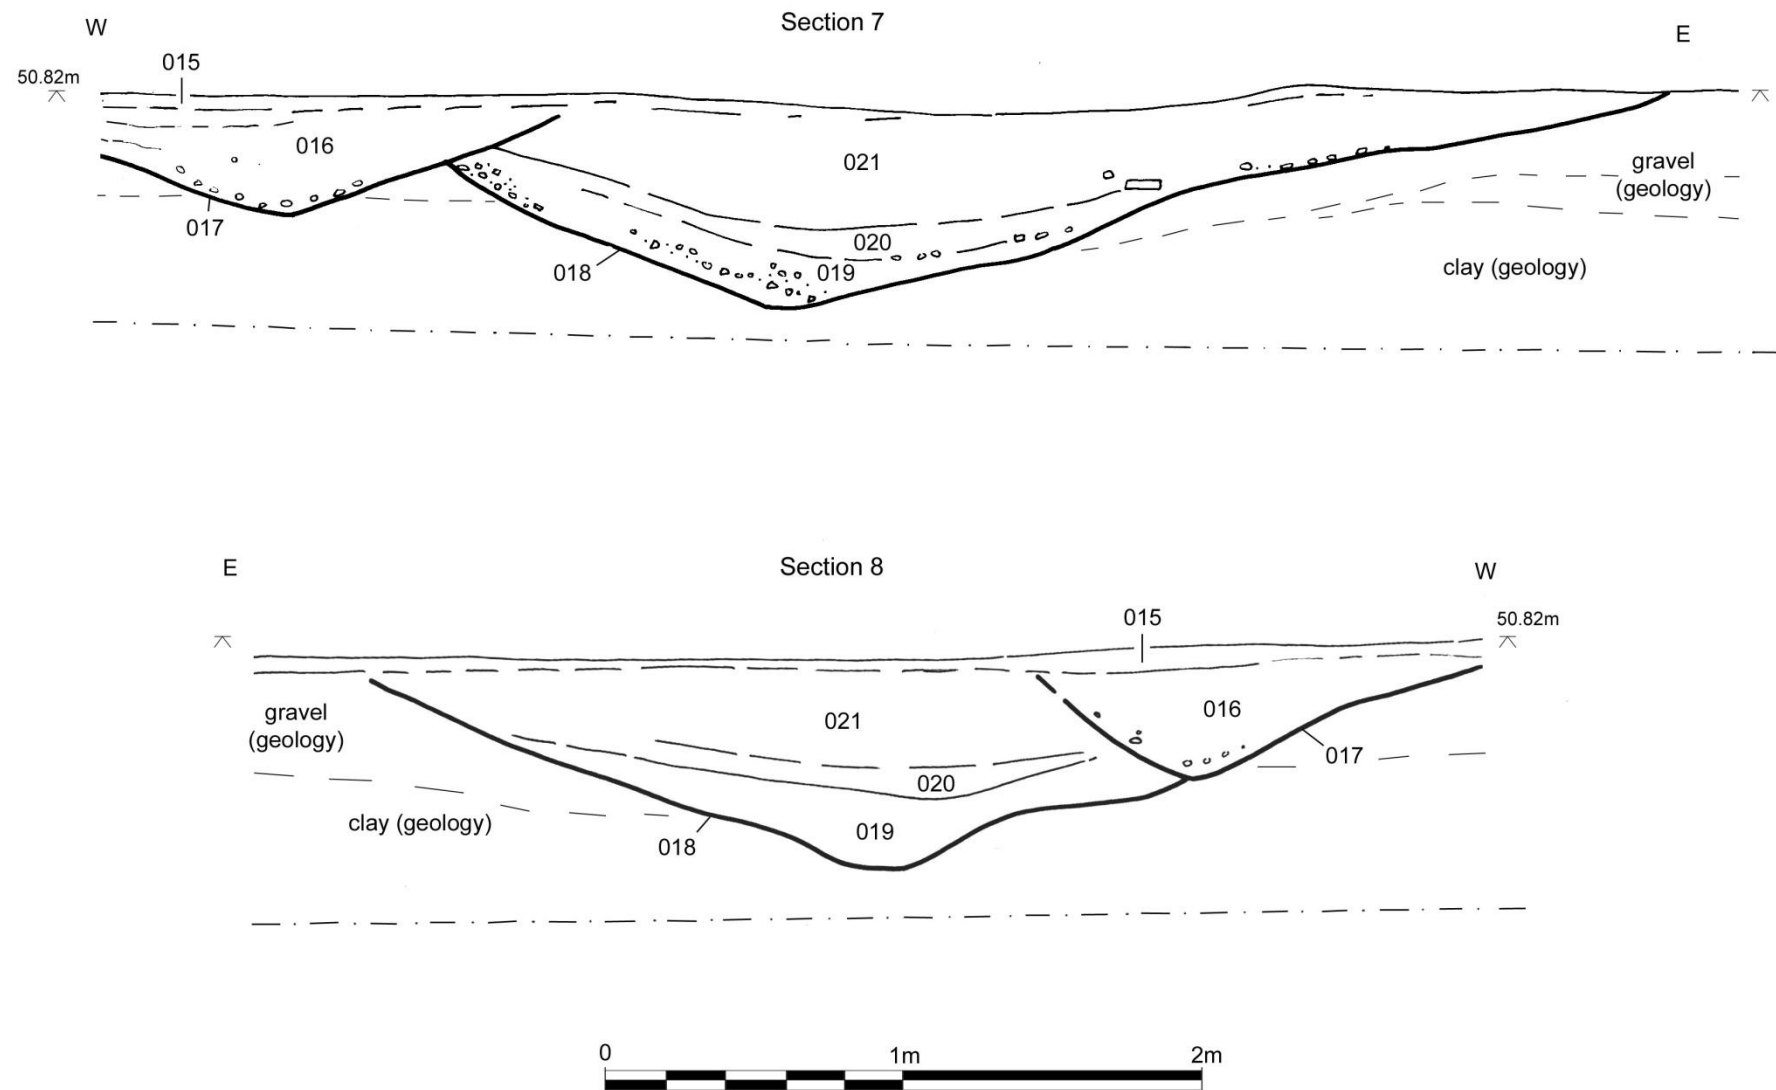 Section 7
W
E
015
50.82m
016
021
gravel
(geology)
017
020
018
019
clay (geology)
Section 8
E
W
015
50.82m
gravel
(geology)
021
016
017
020
clay (geology)
018
019
0
1m
2m